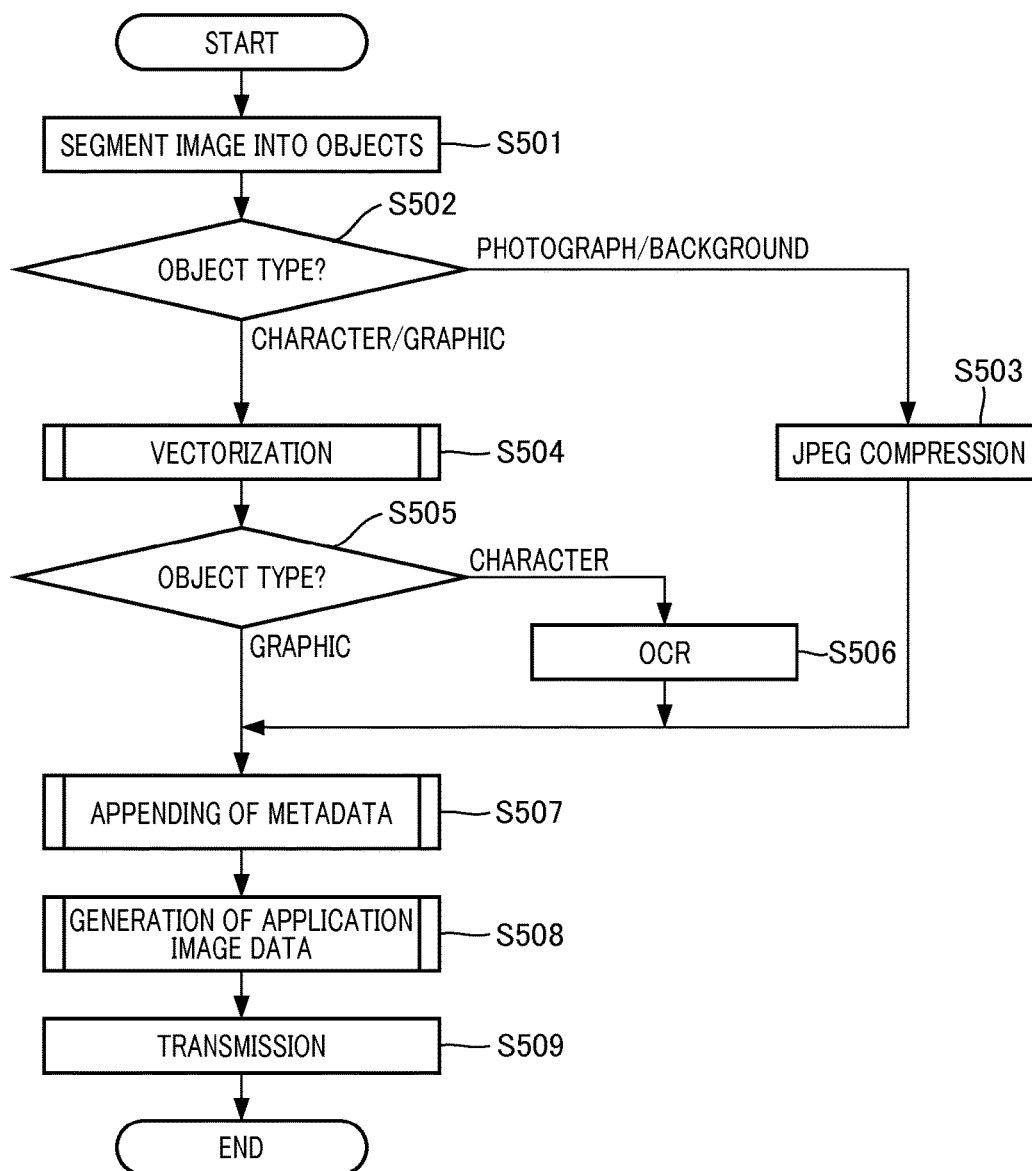 START
SEGMENT IMAGE INTO OBJECTS
S501
S502
OBJECT TYPE?
PHOTOGRAPH/BACKGROUND
CHARACTER/GRAPHIC
S503
JPEG COMPRESSION
VECTORIZATION
S504
S505
OBJECT TYPE?
CHARACTER
GRAPHIC
OCR
S506
APPENDING OF METADATA
S507
GENERATION OF APPLICATION
IMAGE DATA
S508
TRANSMISSION
S509
END